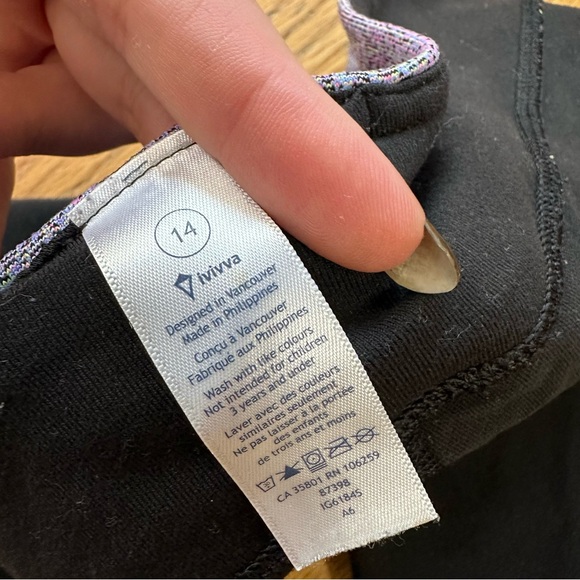 14
ivivva
Designed in Vancouver
Made in Philippines
Conçu à Vancouver
Fabriqué aux Philippines
Wash with like colours
Not intended for children
3 years and under
Laver avec des couleurs
similaires seulement
Ne pas laisser à la portée
des enfants
de trois ans et moins
CA 35801 RN 106259
87398
IG6184S
A6